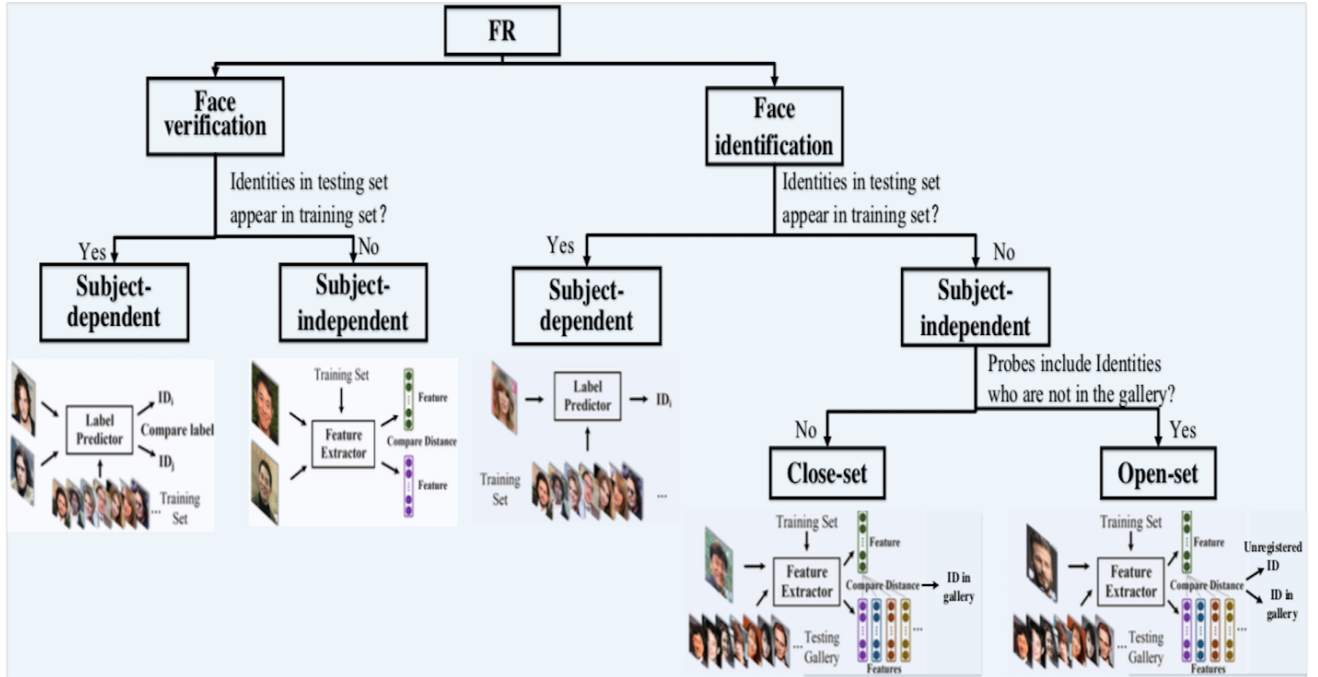 FR
Face
verification
Face
identification
Identities in testing set
appear in training set?
Identities in testing set
appear in training set?
Yes
No
Yes
No
Subject-
dependent
Subject-
independent
Subject-
dependent
Subject-
independent
Probes include Identities
who are not in the gallery?
No
Yes
Close-set
Open-set
Label
Predictor
IDi
Compare label
IDj
... Training
Set
Training Set
Feature
Extractor
Feature
Compare Distance
Feature
Label
Predictor
IDi
Training
Set
...
Training Set
Feature
Extractor
Feature
Compare Distance
ID in
gallery
... Testing
Gallery
...
Features
Training Set
Feature
Extractor
Feature
Compare Distance
Unregistered
ID
ID in
gallery
... Testing
Gallery
...
Features